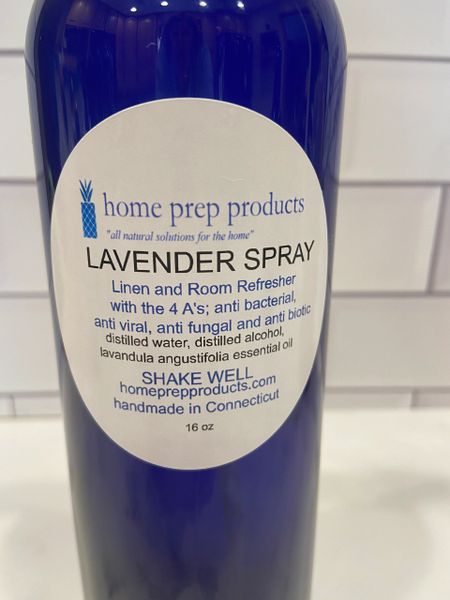 home prep products
"all natural solutions for the home"
LAVENDER SPRAY
Linen and Room Refresher
with the 4 A's; anti bacterial,
anti viral, anti fungal and anti biotic
distilled water, distilled alcohol,
lavandula angustifolia essential oil
SHAKE WELL
homeprepproducts.com
handmade in Connecticut
16 oz